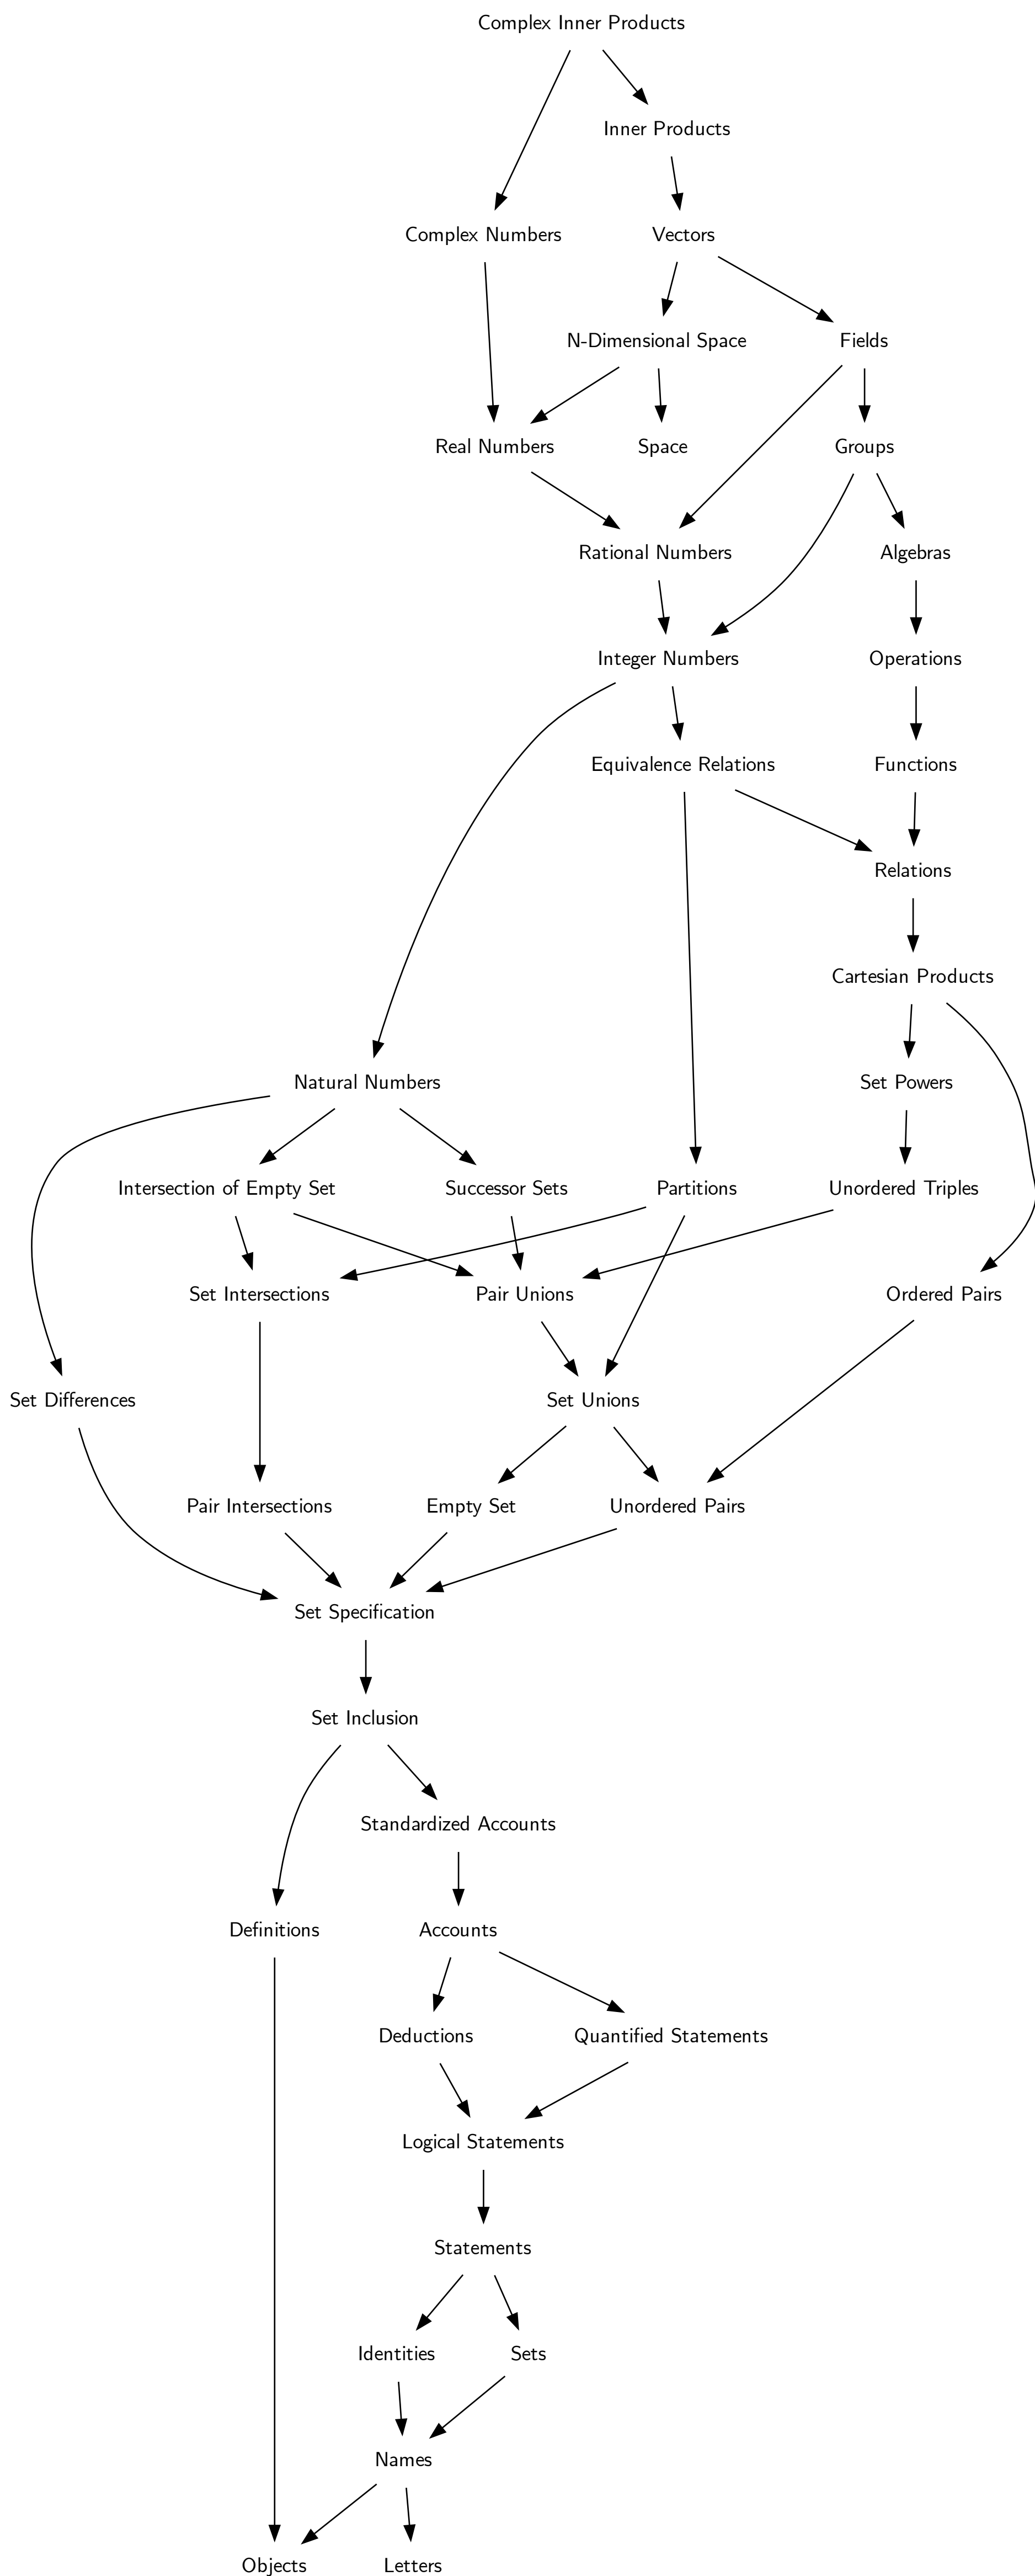 Complex Inner Products
Inner Products
Complex Numbers
Vectors
N-Dimensional Space
Fields
Real Numbers
Space
Groups
Rational Numbers
Algebras
Integer Numbers
Operations
Equivalence Relations
Functions
Relations
Cartesian Products
Natural Numbers
Set Powers
Intersection of Empty Set
Successor Sets
Partitions
Unordered Triples
Set Intersections
Pair Unions
Ordered Pairs
Set Differences
Set Unions
Pair Intersections
Empty Set
Unordered Pairs
Set Specification
Set Inclusion
Standardized Accounts
Definitions
Accounts
Deductions
Quantified Statements
Logical Statements
Statements
Identities
Sets
Names
Objects
Letters